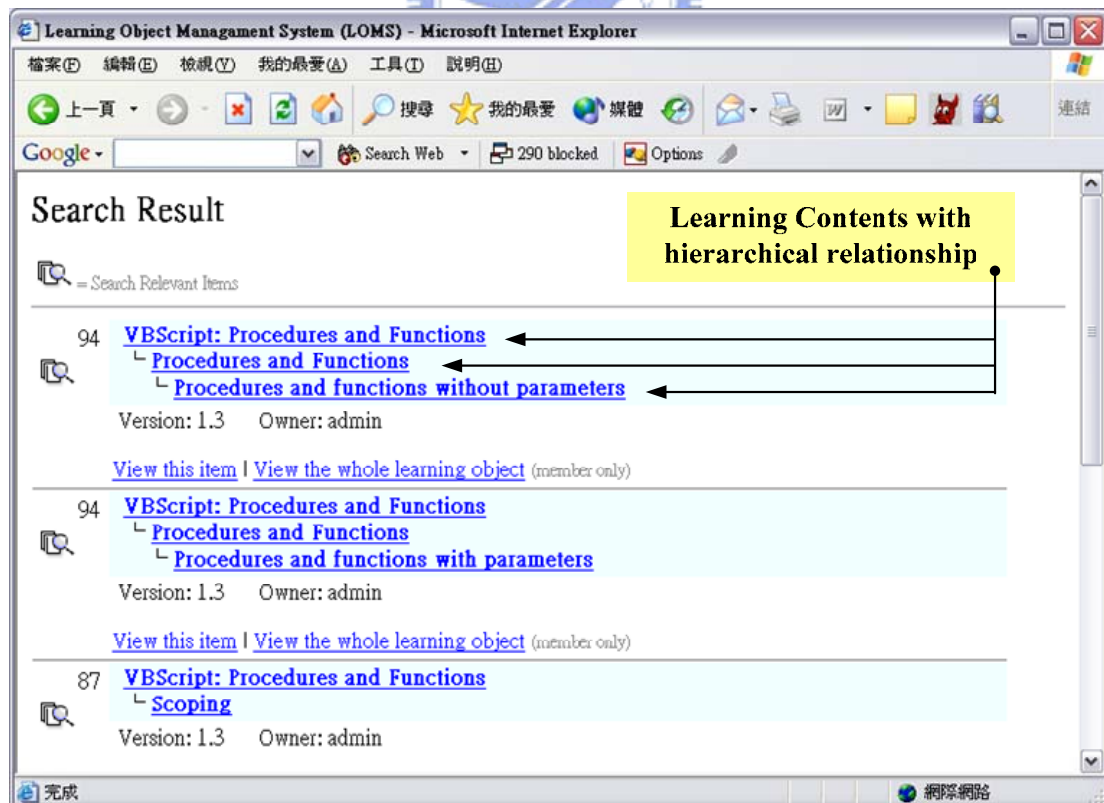 Learning Object Managament System (LOMS) - Microsoft Internet Explorer
檔案(F) 編輯(E) 檢視(V) 我的最愛(A) 工具(T) 說明(H)
上一頁 搜尋 我的最愛 媒體 連結
Google Search Web 290 blocked Options
Search Result
Learning Contents with
hierarchical relationship
= Search Relevant Items
94 VBScript: Procedures and Functions
Procedures and Functions
Procedures and functions without parameters
Version: 1.3 Owner: admin
View this item | View the whole learning object (member only)
94 VBScript: Procedures and Functions
Procedures and Functions
Procedures and functions with parameters
Version: 1.3 Owner: admin
View this item | View the whole learning object (member only)
87 VBScript: Procedures and Functions
Scoping
Version: 1.3 Owner: admin
完成 網際網路